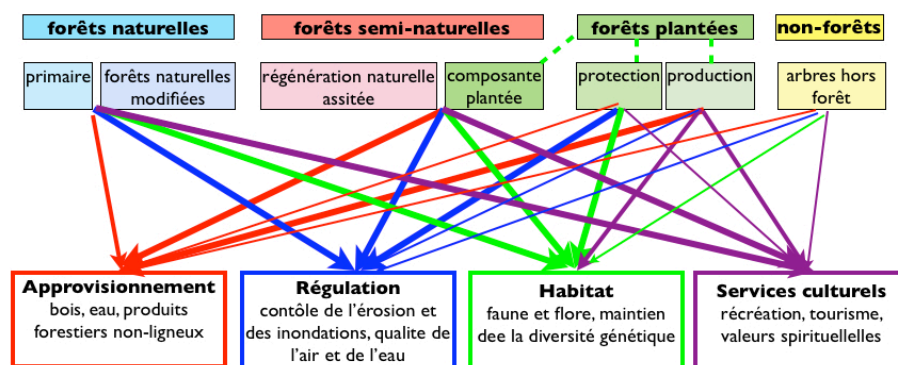 forêts naturelles
forêts semi-naturelles
forêts plantées
non-forêts
primaire
forêts naturelles
modifiées
régénération naturelle
assitée
composante
plantée
protection
production
arbres hors
forêt
Approvisionnement
bois, eau, produits
forestiers non-ligneux
Régulation
contôle de l'érosion et
des inondations, qualite de
l'air et de l'eau
Habitat
faune et flore, maintien
dee la diversité génétique
Services culturels
récréation, tourisme,
valeurs spirituellelles